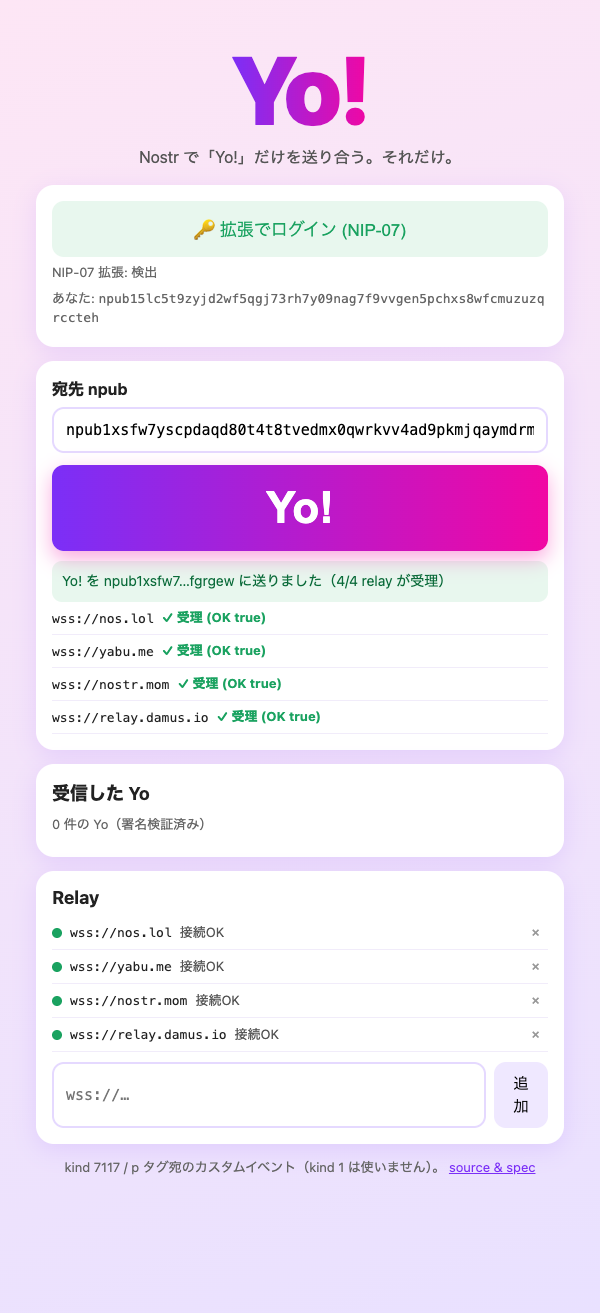 Yo!
Nostr で「Yo!」だけを送り合う。それだけ。
🔑 拡張でログイン (NIP-07)
NIP-07 拡張: 検出
あなた: npub15lc5t9zyjd2wf5qgj73rh7y09nag7f9vvgen5pchxs8wfcmuzuzq
rccteh
宛先 npub
npub1xsfw7yscpdaqd80t4t8tvedmx0qwrkvv4ad9pkmjqaymdrm
Yo!
Yo! を npub1xsfw7…fgrgew に送りました（4/4 relay が受理）
wss://nos.lol ✓ 受理 (OK true)
wss://yabu.me ✓ 受理 (OK true)
wss://nostr.mom ✓ 受理 (OK true)
wss://relay.damus.io ✓ 受理 (OK true)
受信した Yo
0 件の Yo（署名検証済み）
Relay
wss://nos.lol 接続OK ×
wss://yabu.me 接続OK ×
wss://nostr.mom 接続OK ×
wss://relay.damus.io 接続OK ×
wss://…
追
加
kind 7117 / p タグ宛のカスタムイベント（kind 1 は使いません）。 source & spec